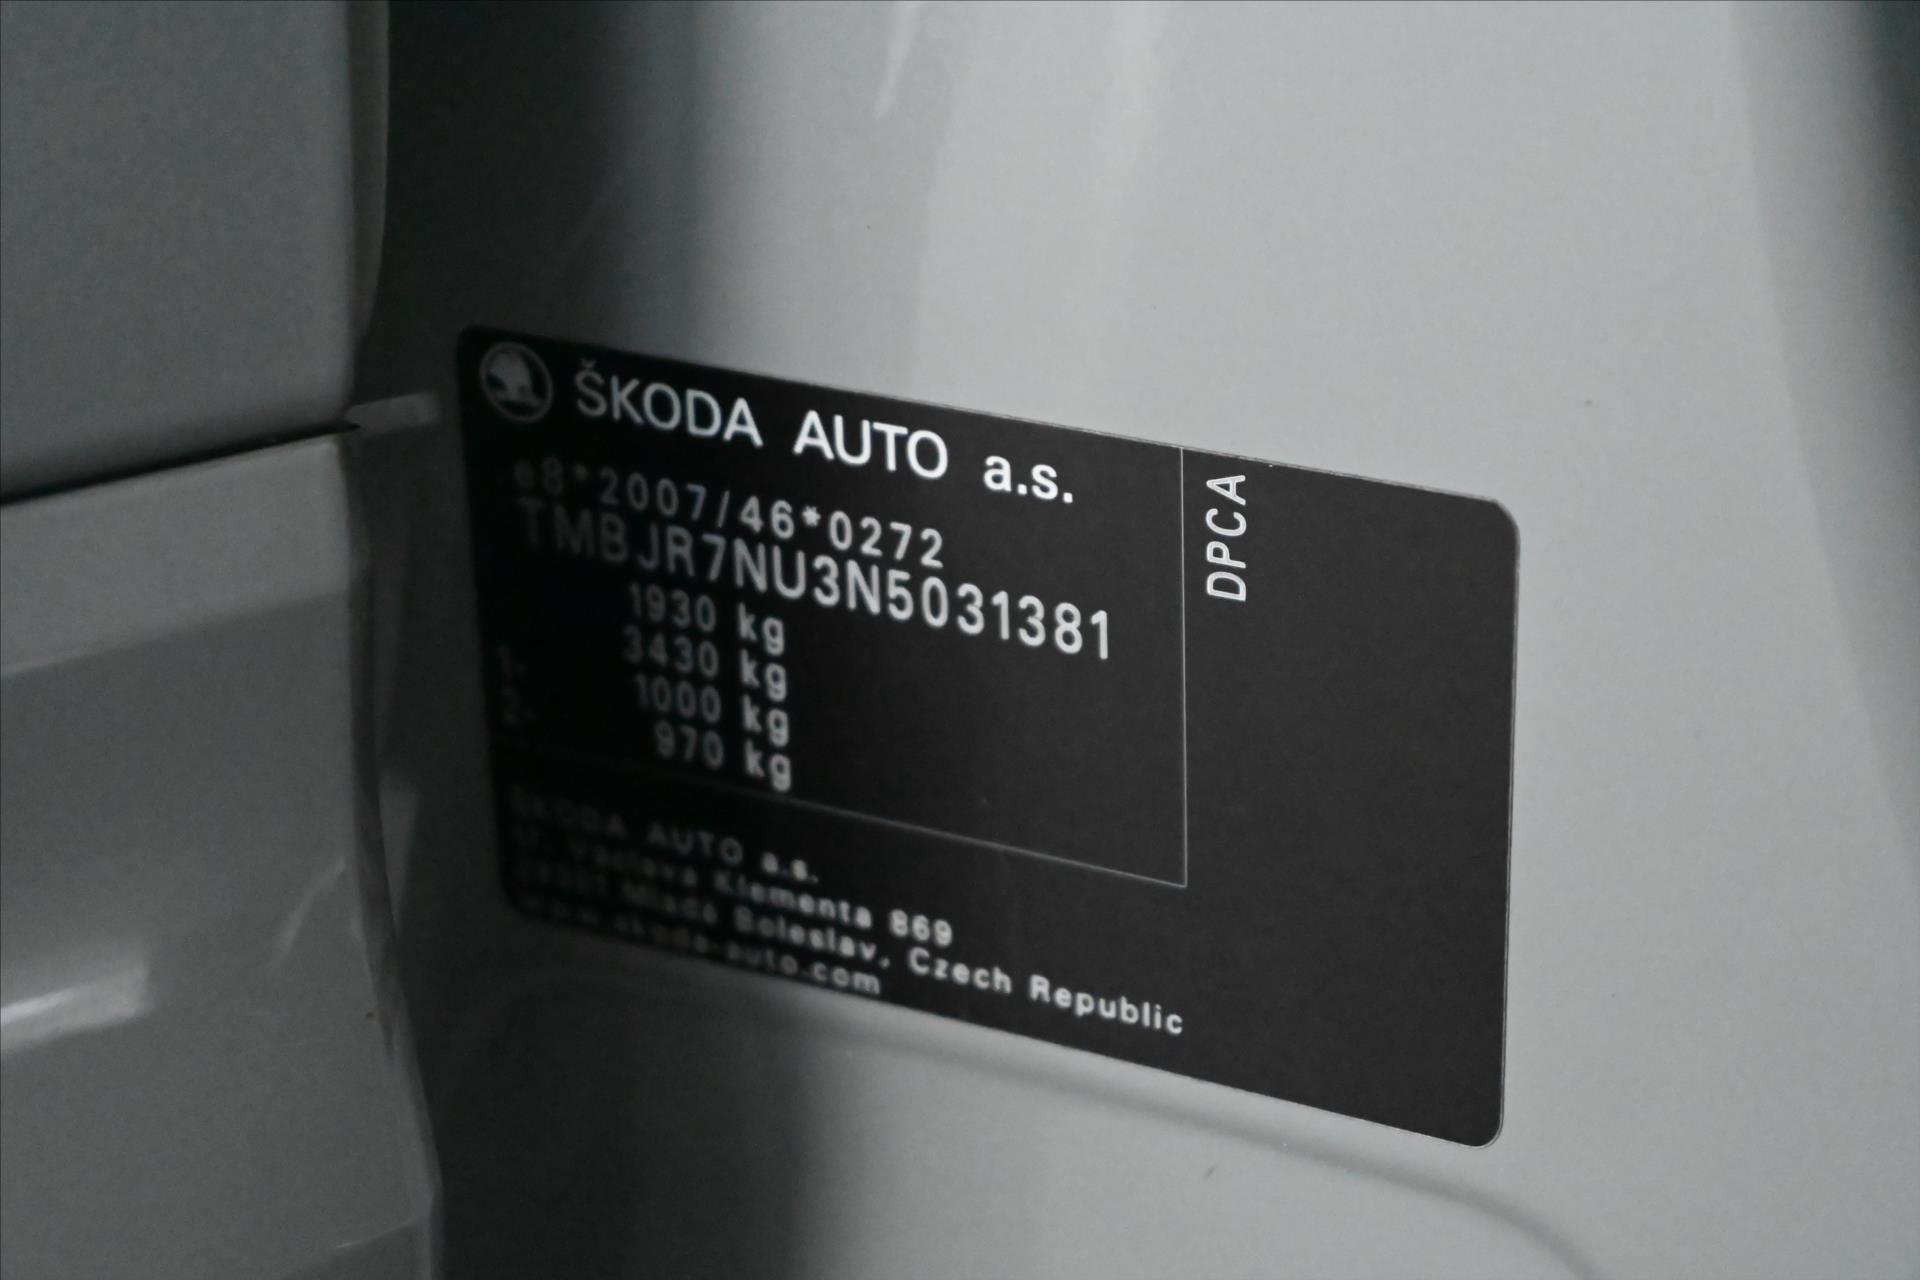 ŠKODA AUTO a.s.
e8*2007/46*0272
TMBJR7NU3N5031381
1930 kg
3430 kg
1- 1000 kg
2- 970 kg
DPCA
ŠKODA AUTO a.s.
tř. Václava Klementa 869
29301 Mladá Boleslav, Czech Republic
www.skoda-auto.com